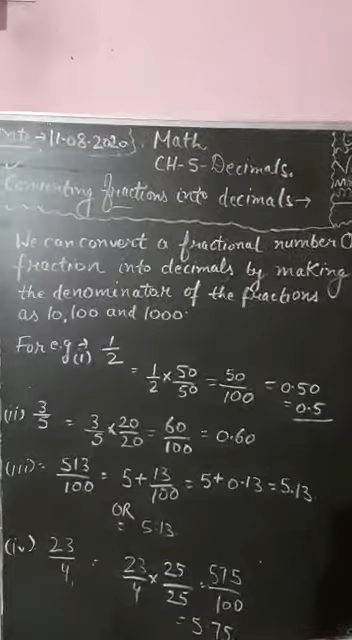 Date → 11-08-2020}. Math
CH-5-Decimals.
Converting fractions into decimals →
We can convert a fractional number
fraction into decimals by making
the denominator of the fractions
as 10, 100 and 1000.
For e.g → (i) 1/2
= 1/2 × 50/50 = 50/100 = 0.50
= 0.5
(ii) 3/5 = 3/5 × 20/20 = 60/100 = 0.60
(iii)- 513/100 = 5 + 13/100 = 5 + 0.13 = 5.13
OR
= 5.13
(iv) 23/4 = 23/4 × 25/25 = 575/100
= 5.75